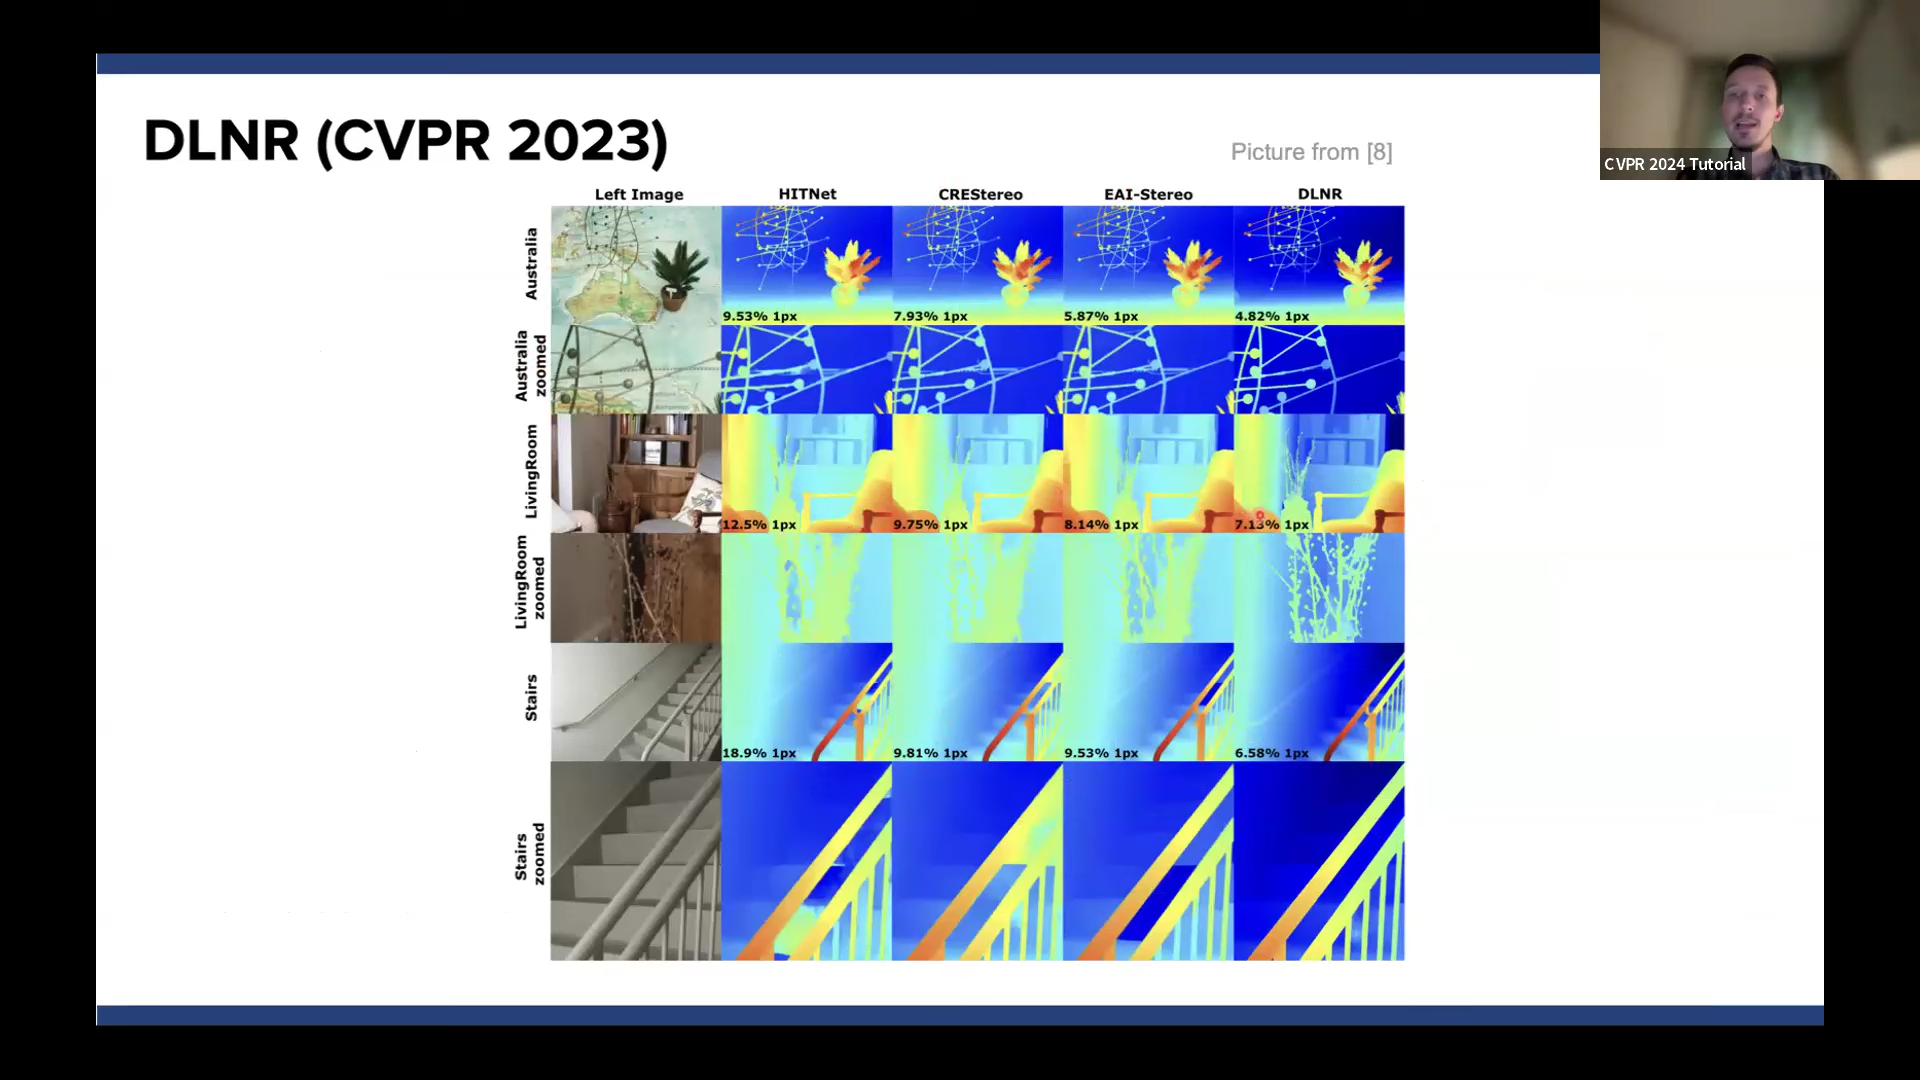 CVPR 2024 Tutorial
DLNR (CVPR 2023)
Picture from [8]
Left Image HITNet CREStereo EAI-Stereo DLNR
Australia
9.53% 1px 7.93% 1px 5.87% 1px 4.82% 1px
Australia
zoomed
LivingRoom
12.5% 1px 9.75% 1px 8.14% 1px 7.13% 1px
LivingRoom
zoomed
Stairs
18.9% 1px 9.81% 1px 9.53% 1px 6.58% 1px
Stairs
zoomed